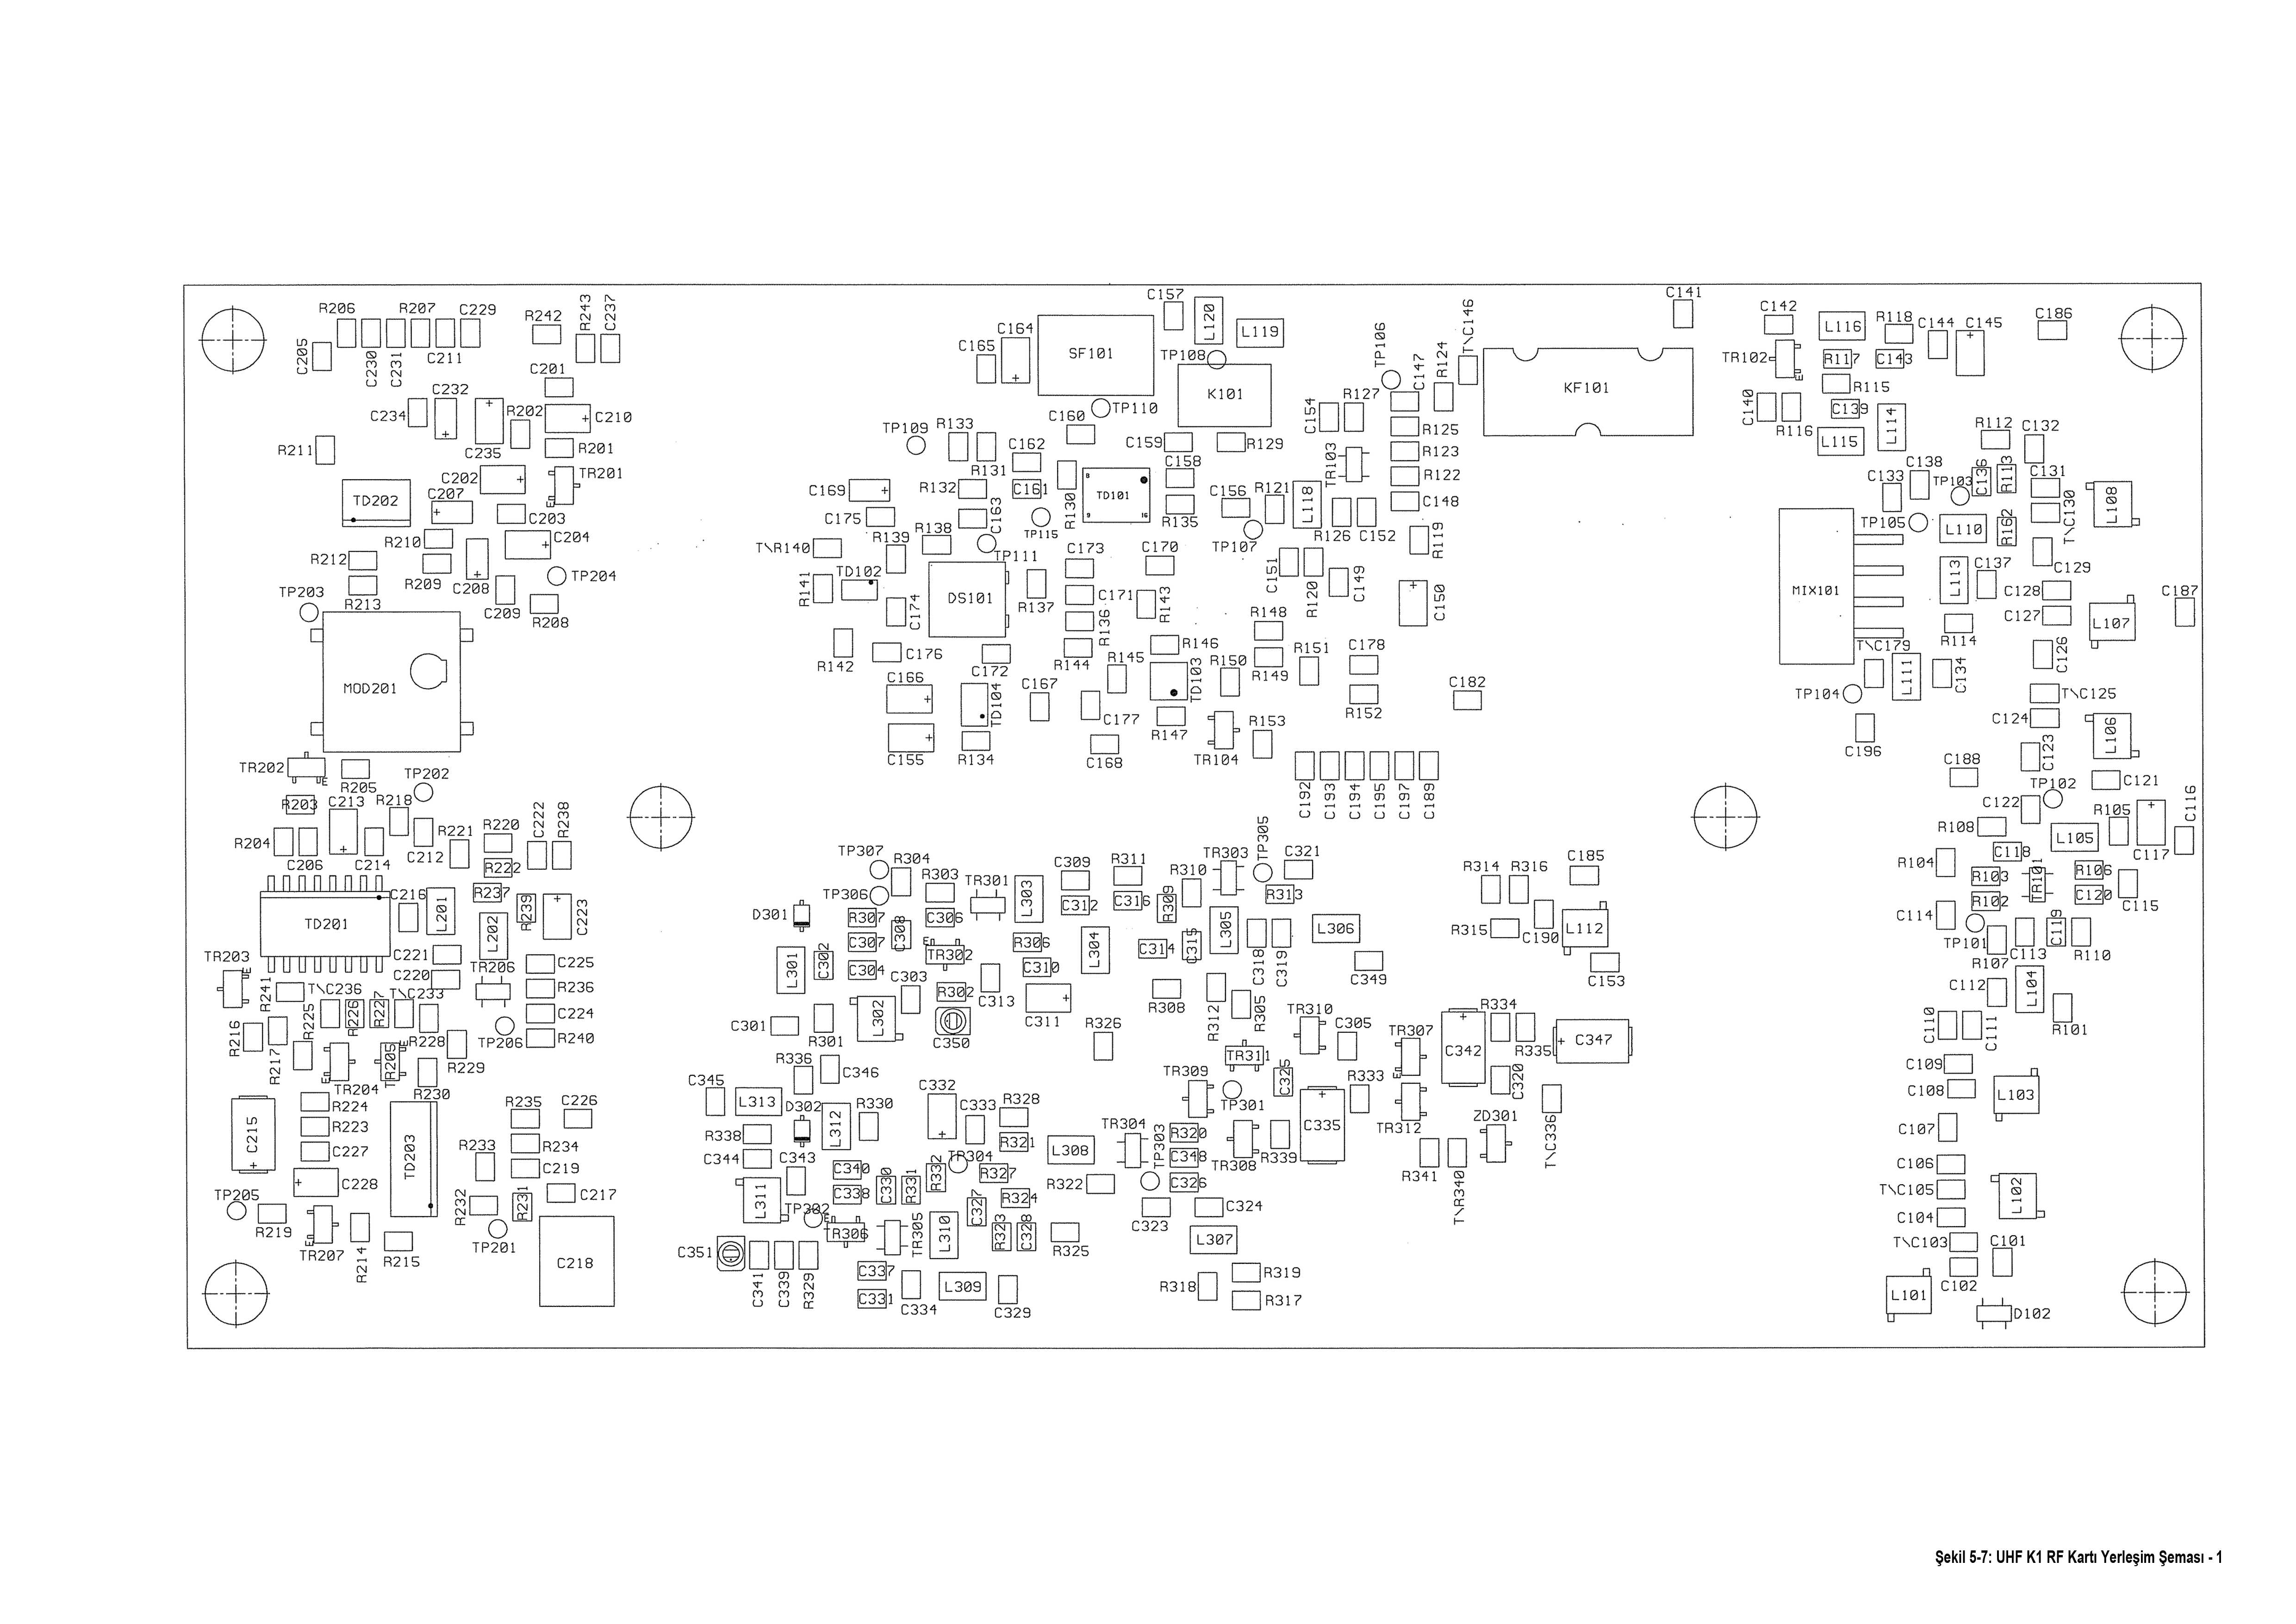 C157
C141
C142
R206
R207
C229
R242
R243
C237
C164
L120
L119
TP106
T\C146
L116
R118
C144
C145
C186
C205
C230
C231
C211
C165
SF101
TP108
C147
R124
KF101
TR102
R117
C143
C201
K101
R115
C232
C234
R202
C210
TP110
C160
C154
R127
C140
R116
C139
L114
L115
C235
R211
R201
TP109
R133
R131
C162
C159
R129
R125
R123
R122
C148
TR103
R112
C132
C202
TR201
C207
TD202
C203
C169
R132
C161
R130
TD101
C158
R135
C156
R121
L118
C133
C138
TP103
C136
R113
C131
T\C130
L108
C175
C163
TP115
TP107
R126
C152
R119
TP105
L110
R162
R210
C204
R212
R209
C208
C209
TP204
R208
R213
TP203
T\R140
R139
R138
TP111
C173
C170
C151
R120
C149
C150
R141
TD102
C174
DS101
R137
C171
R136
R143
MIX101
L113
C137
C129
C128
C127
L107
C187
R148
R114
T\C179
MOD201
R142
C176
C172
R144
R146
R145
TD103
R150
R149
R151
C178
R152
C182
L111
C134
C126
TP104
T\C125
C124
C166
TD104
C167
C177
R147
TR104
R153
C155
R134
C168
C196
C123
L106
TR202
R205
TP202
C192
C193
C194
C195
C197
C189
C188
C121
TP102
R203
C213
R218
C122
R105
C116
R204
C206
C214
C212
R221
R220
C222
R238
R222
R108
L105
C118
C117
TP307
R304
R303
TR301
C309
R311
R310
TR303
TP305
C321
R314
R316
C185
R104
R103
TR101
R106
C216
R237
R239
C223
L201
TP306
L303
C312
C316
R309
R313
R102
C120
C115
TD201
L202
D301
R307
C308
C306
R315
C190
L112
C114
C119
TP101
C113
R110
R107
C307
R306
L304
C314
C315
L305
L306
C221
TR203
TR302
C318
C319
C349
C153
C220
TR206
C225
L301
C302
C304
C303
C310
R241
T\C236
T\C233
R236
L302
R302
C313
C311
R308
R312
R305
L104
C112
C224
R216
R225
R226
R227
R228
C301
R301
C350
TR310
C305
TR307
R334
R335
C347
C110
C111
R101
TP206
R240
R217
TR204
TR205
R229
R336
C346
R326
TR311
C342
C109
C325
R333
C320
R230
C345
L313
D302
L312
R330
C332
C333
R328
TR309
TP301
C335
TR312
ZD301
T\C336
C108
L103
C215
R224
R223
C227
C228
TD203
R235
C226
R234
R233
C219
C217
R338
C344
C343
C340
R321
TP304
L308
TR304
TP303
R320
C348
C326
TR308
R339
R341
T\R340
C107
C106
T\C105
L102
C104
TP205
R219
TR207
R214
R215
R232
R231
TP201
C218
L311
C338
C330
R331
R332
R327
C327
R324
R322
C323
C324
TP302
R306
TR305
L310
R323
C328
R325
L307
T\C103
C101
C102
C351
C341
C339
R329
C337
C331
C334
L309
C329
R318
R319
R317
L101
D102
Şekil 5-7: UHF K1 RF Kartı Yerleşim Şeması - 1